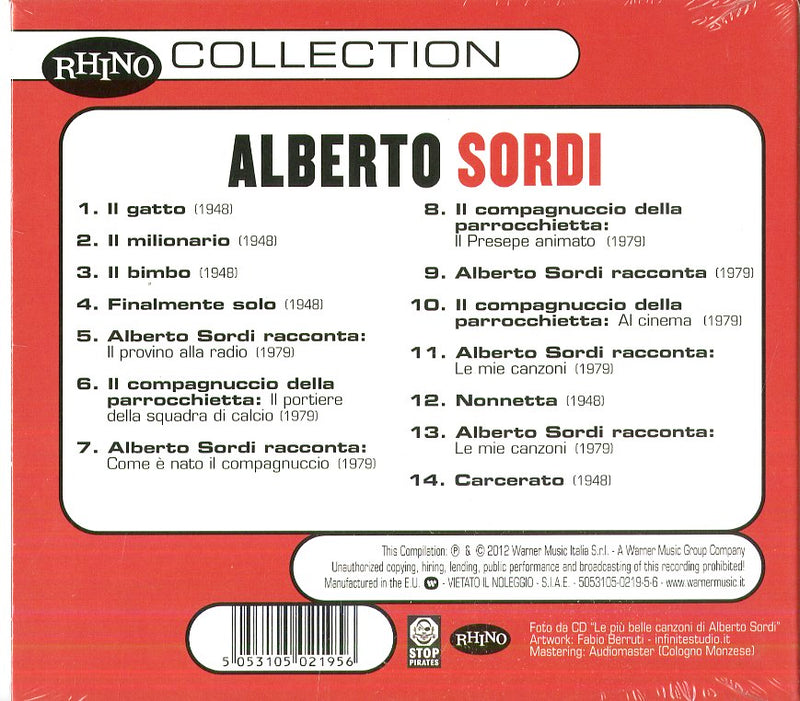 RHINO COLLECTION
ALBERTO SORDI
1. Il gatto (1948)
2. Il milionario (1948)
3. Il bimbo (1948)
4. Finalmente solo (1948)
5. Alberto Sordi racconta:
Il provino alla radio (1979)
6. Il compagnuccio della
parrocchietta: Il portiere
della squadra di calcio (1979)
7. Alberto Sordi racconta:
Come è nato il compagnuccio (1979)
8. Il compagnuccio della
parrocchietta:
Il Presepe animato (1979)
9. Alberto Sordi racconta (1979)
10. Il compagnuccio della
parrocchietta: Al cinema (1979)
11. Alberto Sordi racconta:
Le mie canzoni (1979)
12. Nonnetta (1948)
13. Alberto Sordi racconta:
Le mie canzoni (1979)
14. Carcerato (1948)
This Compilation: ℗ & © 2012 Warner Music Italia S.r.l. - A Warner Music Group Company
Unauthorized copying, hiring, lending, public performance and broadcasting of this recording prohibited!
Manufactured in the E.U. - VIETATO IL NOLEGGIO - S.I.A.E. - 5053105-0219-5-6 - www.warnermusic.it
5 053105 021956
STOP
PIRATES
RHINO
Foto da CD "Le più belle canzoni di Alberto Sordi"
Artwork: Fabio Berruti - infinitestudio.it
Mastering: Audiomaster (Cologno Monzese)